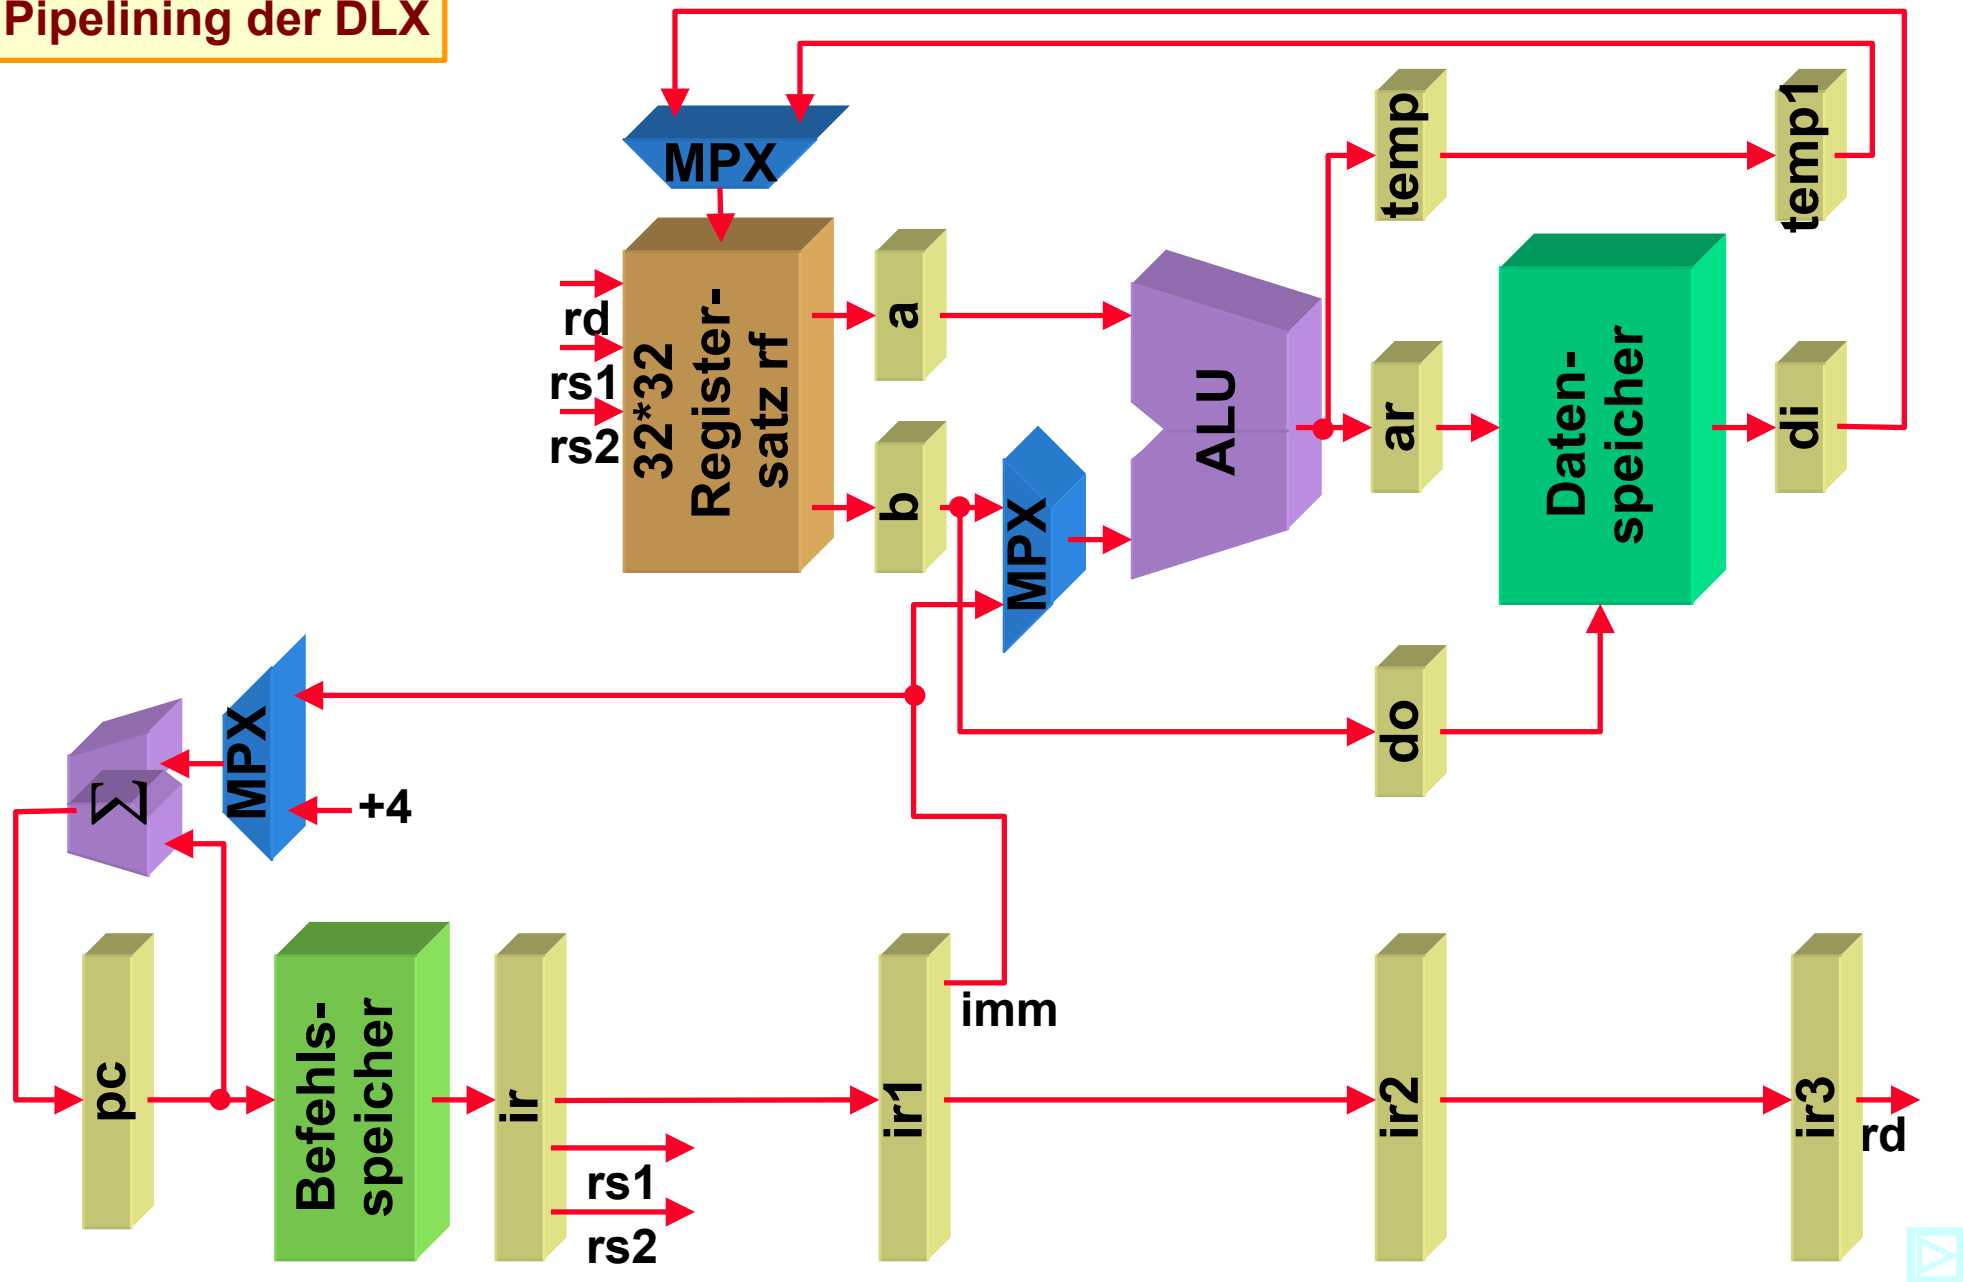 Pipelining der DLX
MPX
temp
temp1
rd
rs1
rs2
32*32
Register-
satz rf
a
b
MPX
ALU
ar
Daten-
speicher
di
do
MPX
Σ
+4
pc
Befehls-
speicher
ir
rs1
rs2
ir1
imm
ir2
ir3
rd